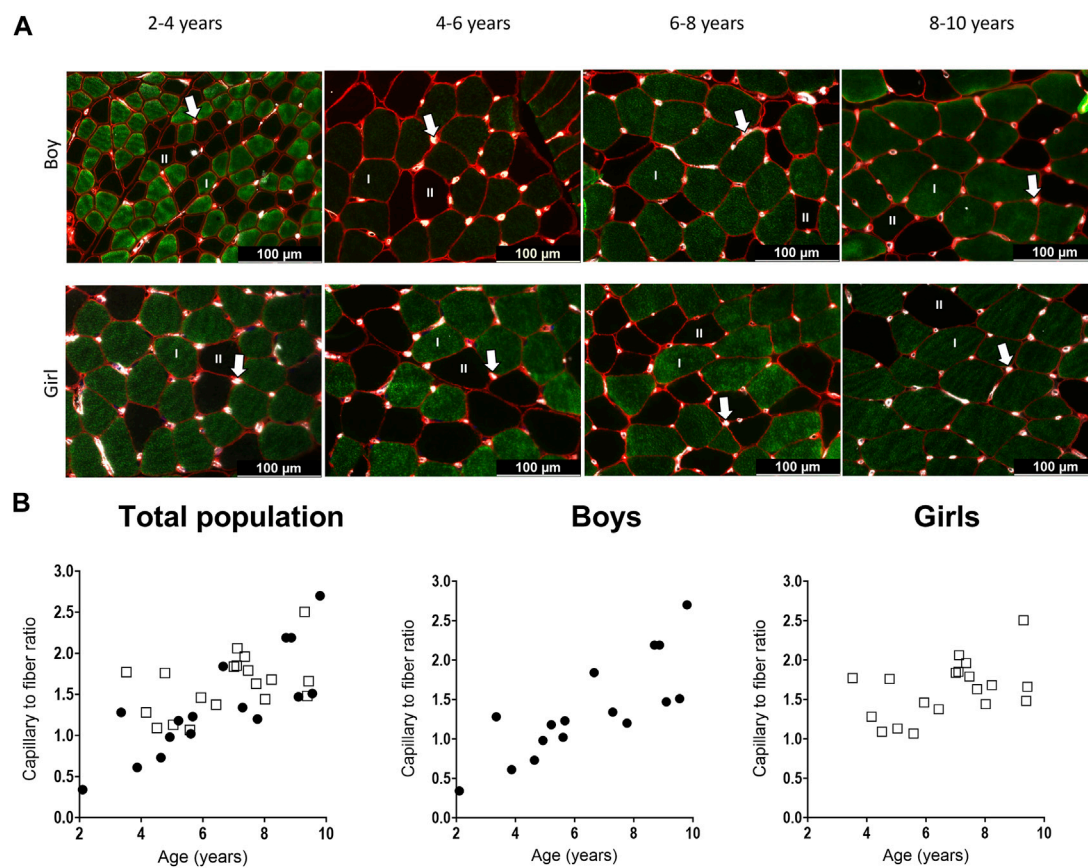 A
2-4 years 4-6 years 6-8 years 8-10 years
Boy
II I 100 µm
I II 100 µm
I II 100 µm
I II 100 µm
Girl
I II 100 µm
I II 100 µm
II I 100 µm
II I 100 µm
B
Total population Boys Girls
Capillary to fiber ratio
3.0
2.5
2.0
1.5
1.0
0.5
0.0
2 4 6 8 10
Age (years)
Capillary to fiber ratio
3.0
2.5
2.0
1.5
1.0
0.5
0.0
2 4 6 8 10
Age (years)
Capillary to fiber ratio
3.0
2.5
2.0
1.5
1.0
0.5
0.0
2 4 6 8 10
Age (years)